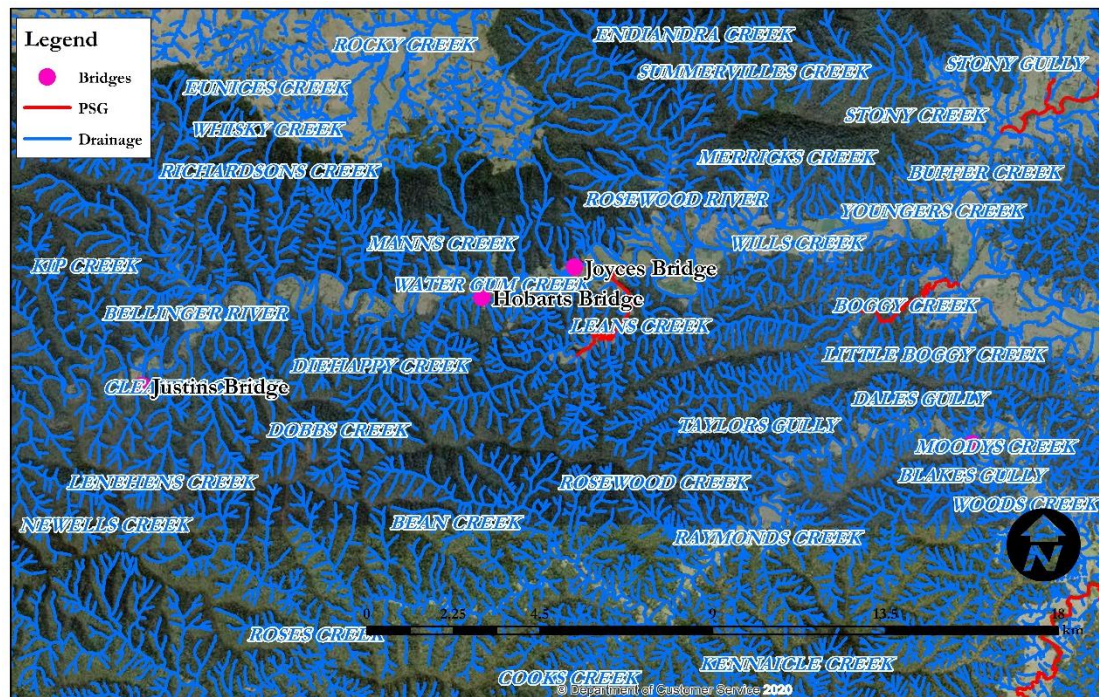 Legend
Bridges
PSG
Drainage
ROCKY CREEK
ENDIANDRA CREEK
STONY GULLY
SUMMERVILLES CREEK
EUNICES CREEK
STONY CREEK
WHISKY CREEK
MERRICKS CREEK
RICHARDSONS CREEK
BUFFER CREEK
ROSEWOOD RIVER
YOUNGERS CREEK
MANNS CREEK
WILLS CREEK
KIP CREEK
Joyces Bridge
WATER GUM CREEK
Hobarts Bridge
BOGGY CREEK
BELLINGER RIVER
LEANS CREEK
LITTLE BOGGY CREEK
DIEHAPPY CREEK
Justins Bridge
DALES GULLY
TAYLORS GULLY
DOBBS CREEK
MOODYS CREEK
BLAKES GULLY
LENEHENS CREEK
ROSEWOOD CREEK
WOODS CREEK
NEWELLS CREEK
BEAN CREEK
RAYMONDS CREEK
N
0 2.25 4.5 9 13.5 18
km
ROSES CREEK
KENNAICLE CREEK
COOKS CREEK
© Department of Customer Service 2020